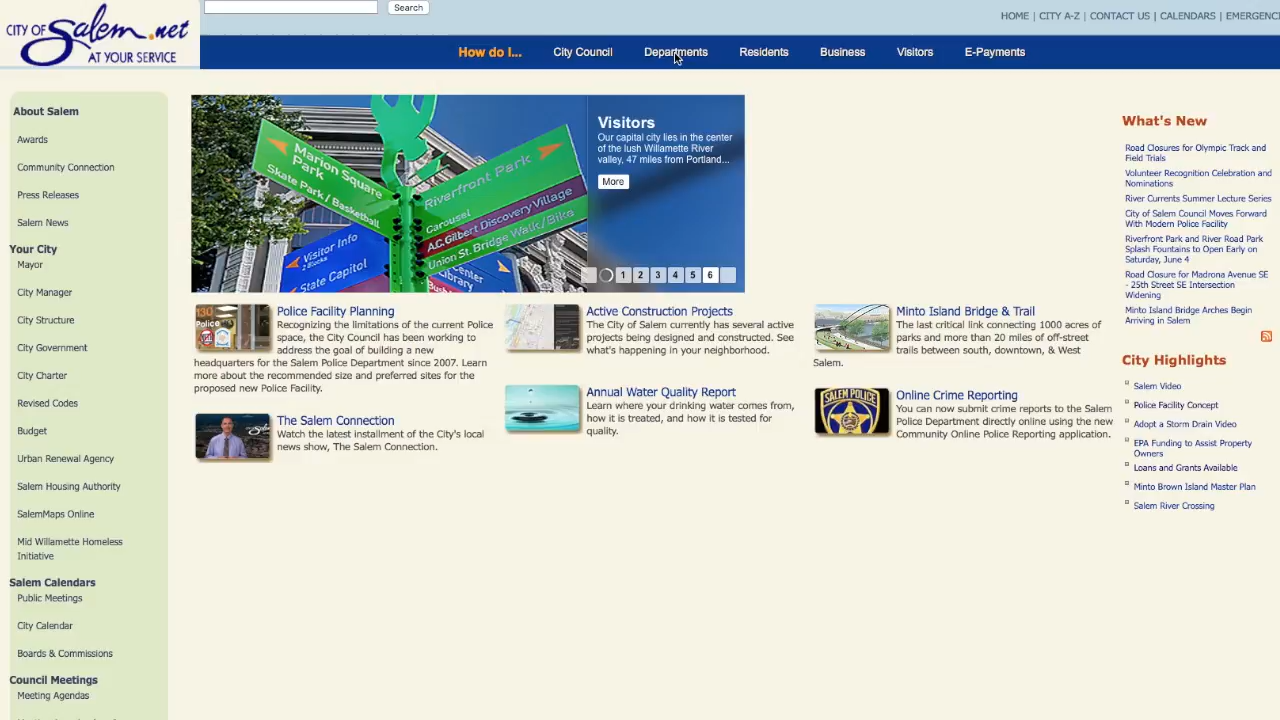 CITY OF
Salem.net
AT YOUR SERVICE
Search
HOME | CITY A-Z | CONTACT US | CALENDARS | EMERGENC
How do I...
City Council
Departments
Residents
Business
Visitors
E-Payments
About Salem
Awards
Community Connection
Press Releases
Salem News
Your City
Mayor
City Manager
City Structure
City Government
City Charter
Revised Codes
Budget
Urban Renewal Agency
Salem Housing Authority
SalemMaps Online
Mid Willamette Homeless
Initiative
Salem Calendars
Public Meetings
City Calendar
Boards & Commissions
Council Meetings
Meeting Agendas
Marion Square
Park
Skate Park / Basketball
Visitor Info
2 Blocks
State Capitol
Riverfront Park
Carousel
A.C. Gilbert Discovery Village
Union St. Bridge Walk/Bike
Center
Library
Visitors
Our capital city lies in the center
of the lush Willamette River
valley, 47 miles from Portland...
More
1 2 3 4 5 6
Police Facility Planning
Recognizing the limitations of the current Police
space, the City Council has been working to
address the goal of building a new
headquarters for the Salem Police Department since 2007. Learn
more about the recommended size and preferred sites for the
proposed new Police Facility.
The Salem Connection
Watch the latest installment of the City's local
news show, The Salem Connection.
Active Construction Projects
The City of Salem currently has several active
projects being designed and constructed. See
what's happening in your neighborhood.
Annual Water Quality Report
Learn where your drinking water comes from,
how it is treated, and how it is tested for
quality.
Minto Island Bridge & Trail
The last critical link connecting 1000 acres of
parks and more than 20 miles of off-street
trails between south, downtown, & West
Salem.
Online Crime Reporting
You can now submit crime reports to the Salem
Police Department directly online using the new
Community Online Police Reporting application.
130
Police
SALEM POLICE
What's New
Road Closures for Olympic Track and
Field Trials
Volunteer Recognition Celebration and
Nominations
River Currents Summer Lecture Series
City of Salem Council Moves Forward
With Modern Police Facility
Riverfront Park and River Road Park
Splash Fountains to Open Early on
Saturday, June 4
Road Closure for Madrona Avenue SE
- 25th Street SE Intersection
Widening
Minto Island Bridge Arches Begin
Arriving in Salem
City Highlights
Salem Video
Police Facility Concept
Adopt a Storm Drain Video
EPA Funding to Assist Property
Owners
Loans and Grants Available
Minto Brown Island Master Plan
Salem River Crossing